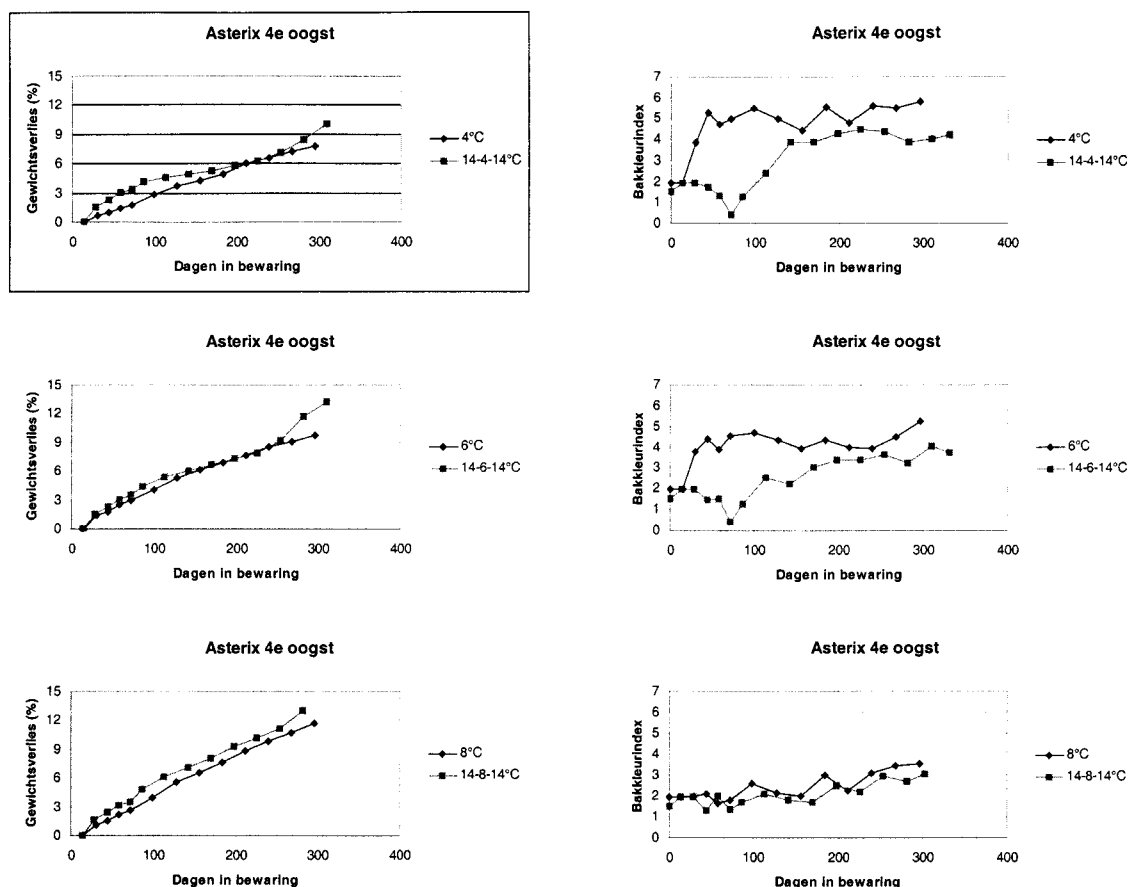 Asterix 4e oogst
Gewichtsverlies (%)
15
12
9
6
3
0
0 100 200 300 400
Dagen in bewaring
4°C
14-4-14°C
Asterix 4e oogst
Bakkleurindex
7
6
5
4
3
2
1
0
0 100 200 300 400
Dagen in bewaring
4°C
14-4-14°C
Asterix 4e oogst
Gewichtsverlies (%)
15
12
9
6
3
0
0 100 200 300 400
Dagen in bewaring
6°C
14-6-14°C
Asterix 4e oogst
Bakkleurindex
7
6
5
4
3
2
1
0
0 100 200 300 400
Dagen in bewaring
6°C
14-6-14°C
Asterix 4e oogst
Gewichtsverlies (%)
15
12
9
6
3
0
0 100 200 300 400
Dagen in bewaring
8°C
14-8-14°C
Asterix 4e oogst
Bakkleurindex
7
6
5
4
3
2
1
0
0 100 200 300 400
Dagen in bewaring
8°C
14-8-14°C